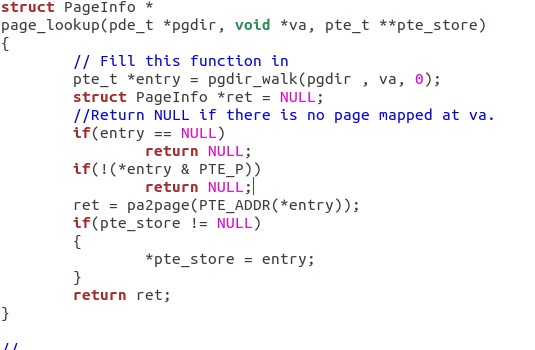 struct PageInfo *
page_lookup(pde_t *pgdir, void *va, pte_t **pte_store)
{
        // Fill this function in
        pte_t *entry = pgdir_walk(pgdir , va, 0);
        struct PageInfo *ret = NULL;
        //Return NULL if there is no page mapped at va.
        if(entry == NULL)
                return NULL;
        if(!(*entry & PTE_P))
                return NULL;
        ret = pa2page(PTE_ADDR(*entry));
        if(pte_store != NULL)
        {
                *pte_store = entry;
        }
        return ret;
}
//